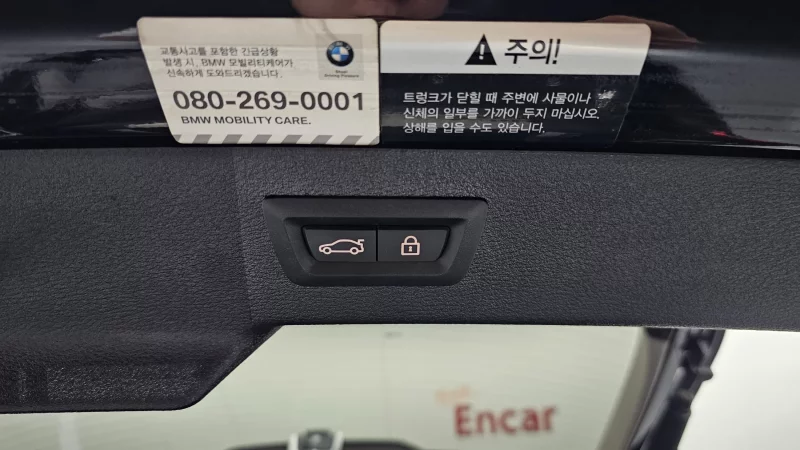 교통사고를 포함한 긴급상황
발생 시, BMW 모빌리티케어가
신속하게 도와드리겠습니다.
080-269-0001
BMW MOBILITY CARE.
주의!
트렁크가 닫힐 때 주변에 사물이나
신체의 일부를 가까이 두지 마십시오.
상해를 입을 수도 있습니다.
Encar